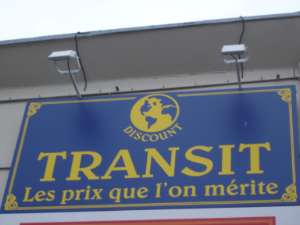 DISCOUNT
TRANSIT
Les prix que l'on mérite